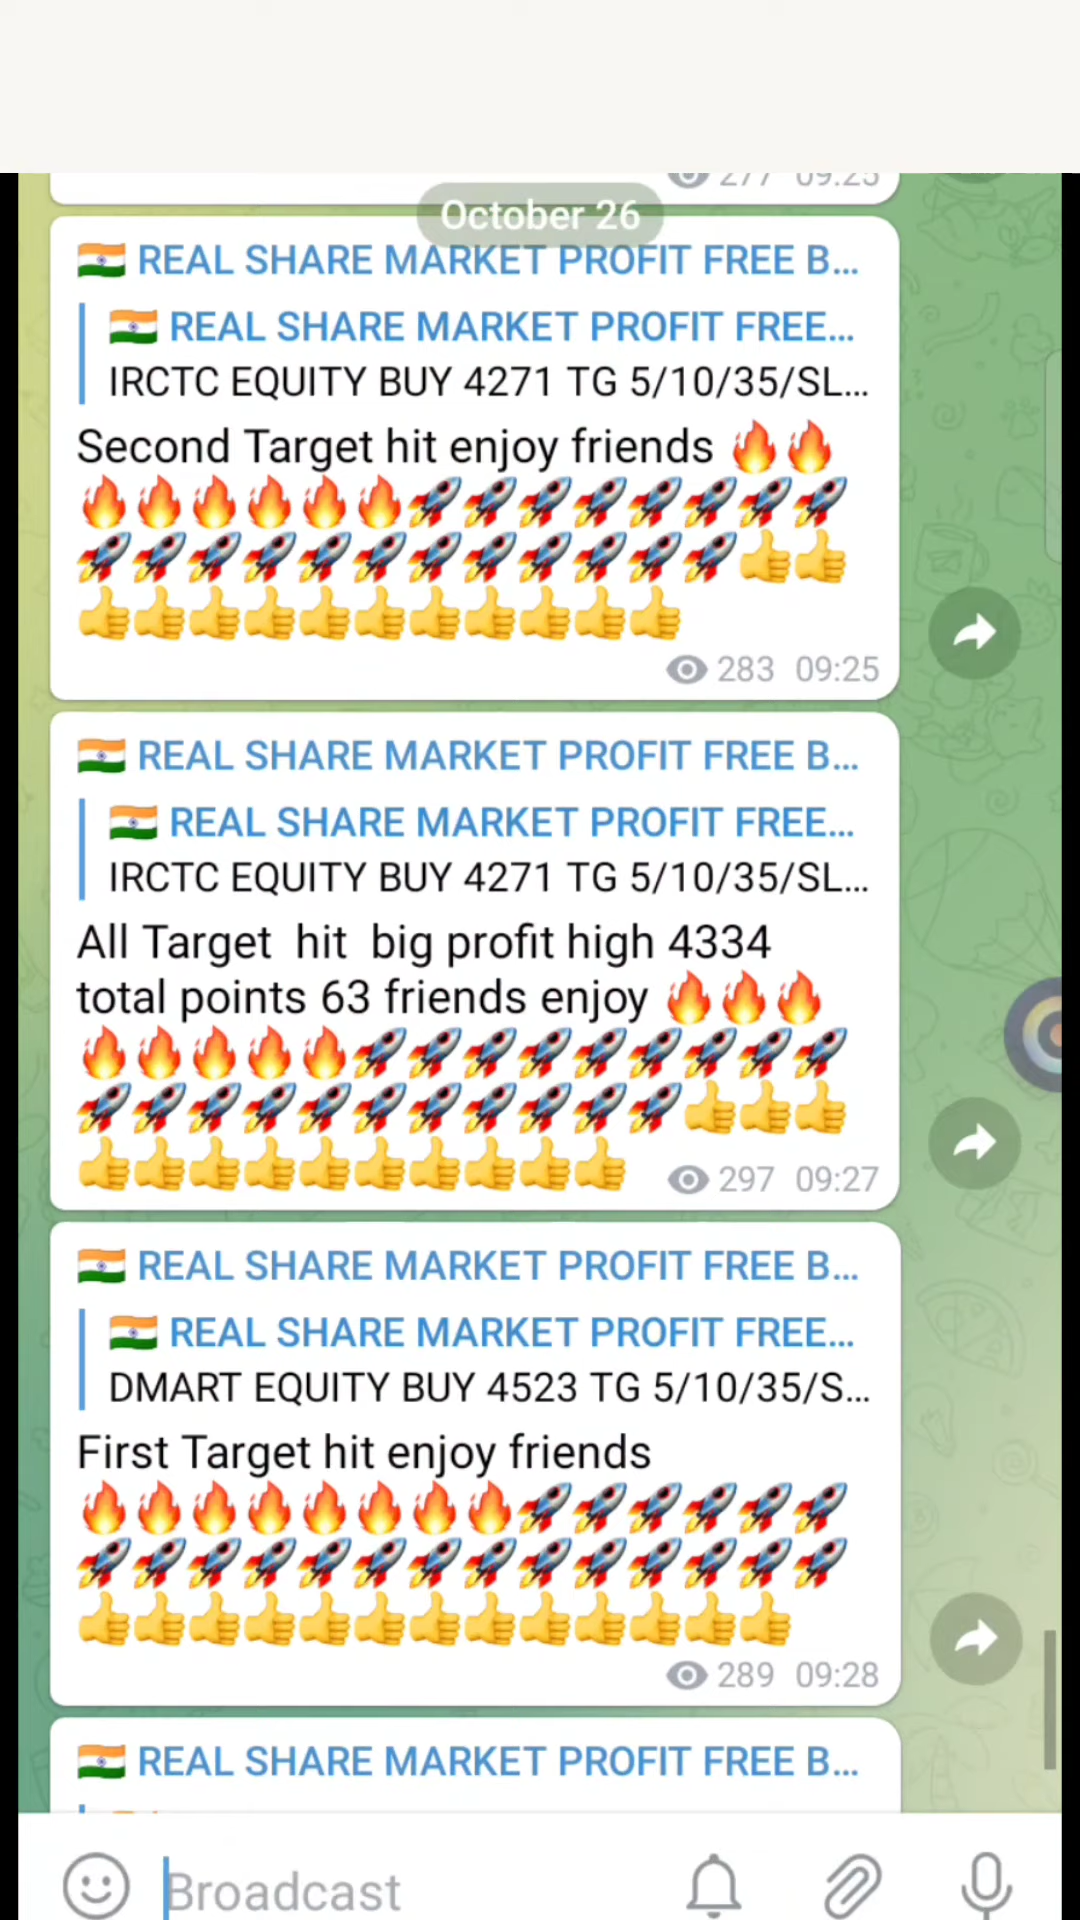 277 09:25
October 26
🇮🇳 REAL SHARE MARKET PROFIT FREE B...
🇮🇳 REAL SHARE MARKET PROFIT FREE...
IRCTC EQUITY BUY 4271 TG 5/10/35/SL...
Second Target hit enjoy friends 🔥🔥
🔥🔥🔥🔥🔥🔥🚀🚀🚀🚀🚀🚀🚀🚀
🚀🚀🚀🚀🚀🚀🚀🚀🚀🚀🚀🚀👍👍
👍👍👍👍👍👍👍👍👍👍👍
283 09:25
🇮🇳 REAL SHARE MARKET PROFIT FREE B...
🇮🇳 REAL SHARE MARKET PROFIT FREE...
IRCTC EQUITY BUY 4271 TG 5/10/35/SL...
All Target hit big profit high 4334
total points 63 friends enjoy 🔥🔥🔥
🔥🔥🔥🔥🔥🚀🚀🚀🚀🚀🚀🚀🚀🚀
🚀🚀🚀🚀🚀🚀🚀🚀🚀🚀🚀👍👍👍
👍👍👍👍👍👍👍👍👍👍 297 09:27
🇮🇳 REAL SHARE MARKET PROFIT FREE B...
🇮🇳 REAL SHARE MARKET PROFIT FREE...
DMART EQUITY BUY 4523 TG 5/10/35/S...
First Target hit enjoy friends
🔥🔥🔥🔥🔥🔥🔥🔥🚀🚀🚀🚀🚀🚀
🚀🚀🚀🚀🚀🚀🚀🚀🚀🚀🚀🚀🚀🚀
👍👍👍👍👍👍👍👍👍👍👍👍👍
289 09:28
🇮🇳 REAL SHARE MARKET PROFIT FREE B...
Broadcast